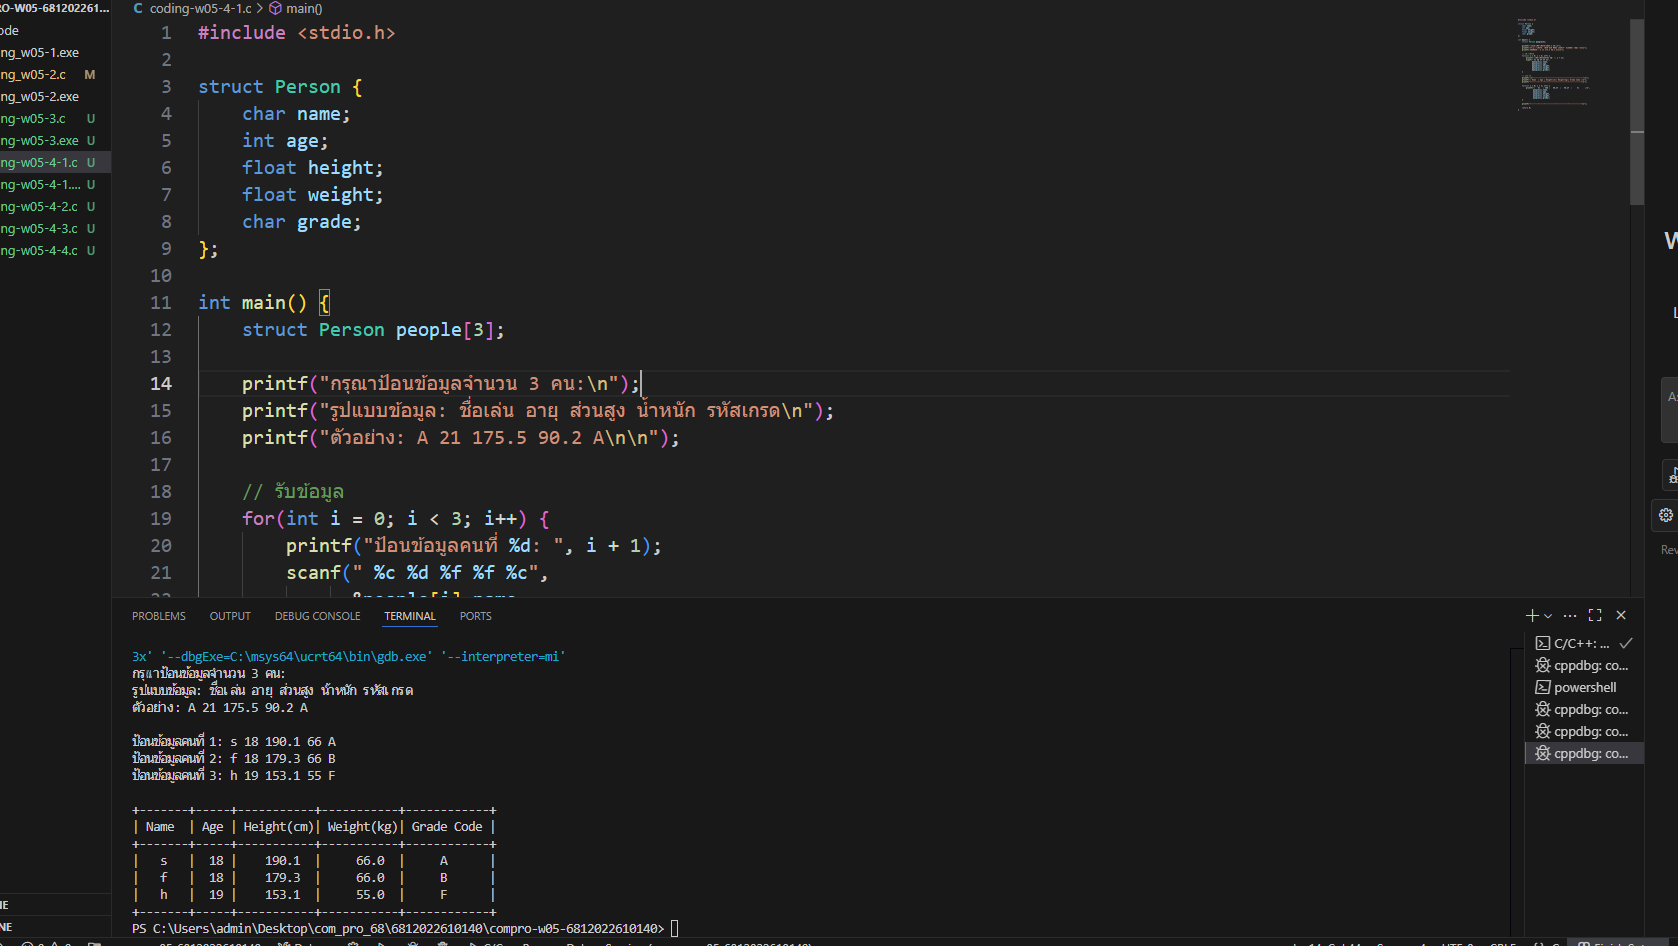 RO-W05-681202261...
ode
ng_w05-1.exe
ng_w05-2.c M
ng_w05-2.exe
ng-w05-3.c U
ng-w05-3.exe U
ng-w05-4-1.c U
ng-w05-4-1.... U
ng-w05-4-2.c U
ng-w05-4-3.c U
ng-w05-4-4.c U
C coding-w05-4-1.c > main()
1 #include <stdio.h>
2
3 struct Person {
4 char name;
5 int age;
6 float height;
7 float weight;
8 char grade;
9 };
10
11 int main() {
12 struct Person people[3];
13
14 printf("กรุณาป้อนข้อมูลจำนวน 3 คน:\n");
15 printf("รูปแบบข้อมูล: ชื่อเล่น อายุ ส่วนสูง น้ำหนัก รหัสเกรด\n");
16 printf("ตัวอย่าง: A 21 175.5 90.2 A\n\n");
17
18 // รับข้อมูล
19 for(int i = 0; i < 3; i++) {
20 printf("ป้อนข้อมูลคนที่ %d: ", i + 1);
21 scanf(" %c %d %f %f %c",
PROBLEMS OUTPUT DEBUG CONSOLE TERMINAL PORTS
3x' '--dbgExe=C:\msys64\ucrt64\bin\gdb.exe' '--interpreter=mi'
กรุณาป้อนข้อมูลจำนวน 3 คน:
รูปแบบข้อมูล: ชื่อเล่น อายุ ส่วนสูง น้ำหนัก รหัสเกรด
ตัวอย่าง: A 21 175.5 90.2 A
ป้อนข้อมูลคนที่ 1: s 18 190.1 66 A
ป้อนข้อมูลคนที่ 2: f 18 179.3 66 B
ป้อนข้อมูลคนที่ 3: h 19 153.1 55 F
+-------+-----+-----------+-----------+------------+
| Name | Age | Height(cm)| Weight(kg)| Grade Code |
+-------+-----+-----------+-----------+------------+
| s | 18 | 190.1 | 66.0 | A |
| f | 18 | 179.3 | 66.0 | B |
| h | 19 | 153.1 | 55.0 | F |
+-------+-----+-----------+-----------+------------+
PS C:\Users\admin\Desktop\com_pro_68\6812022610140\compro-w05-6812022610140>
C/C++: ...
cppdbg: co...
powershell
cppdbg: co...
cppdbg: co...
cppdbg: co...